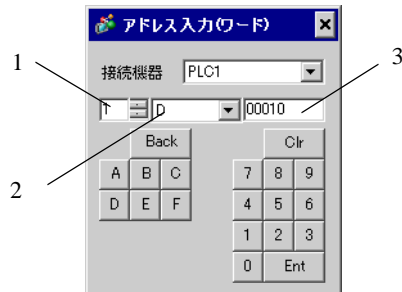 アドレス入力(ワード)
1
3
接続機器 PLC1
1 D 00010
2
Back Clr
A B C 7 8 9
D E F 4 5 6
1 2 3
0 Ent